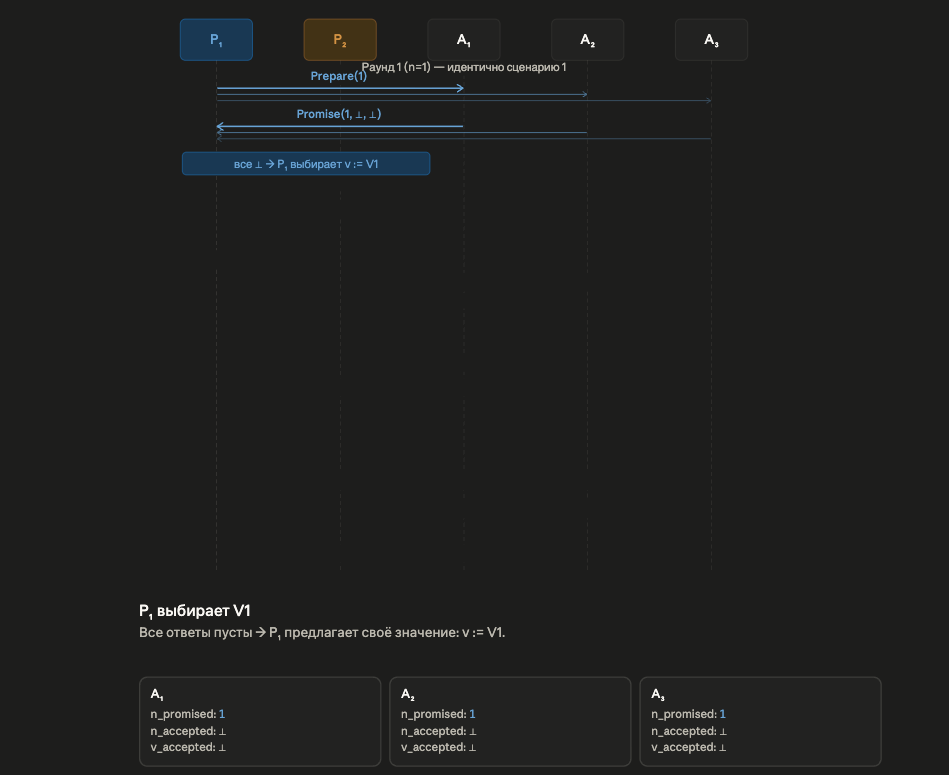 P₁ P₂ A₁ A₂ A₃
Раунд 1 (n=1) — идентично сценарию 1
Prepare(1)
Promise(1, ⊥, ⊥)
все ⊥ → P₁ выбирает v := V1
P₁ выбирает V1
Все ответы пусты → P₁ предлагает своё значение: v := V1.
A₁
n_promised: 1
n_accepted: ⊥
v_accepted: ⊥
A₂
n_promised: 1
n_accepted: ⊥
v_accepted: ⊥
A₃
n_promised: 1
n_accepted: ⊥
v_accepted: ⊥